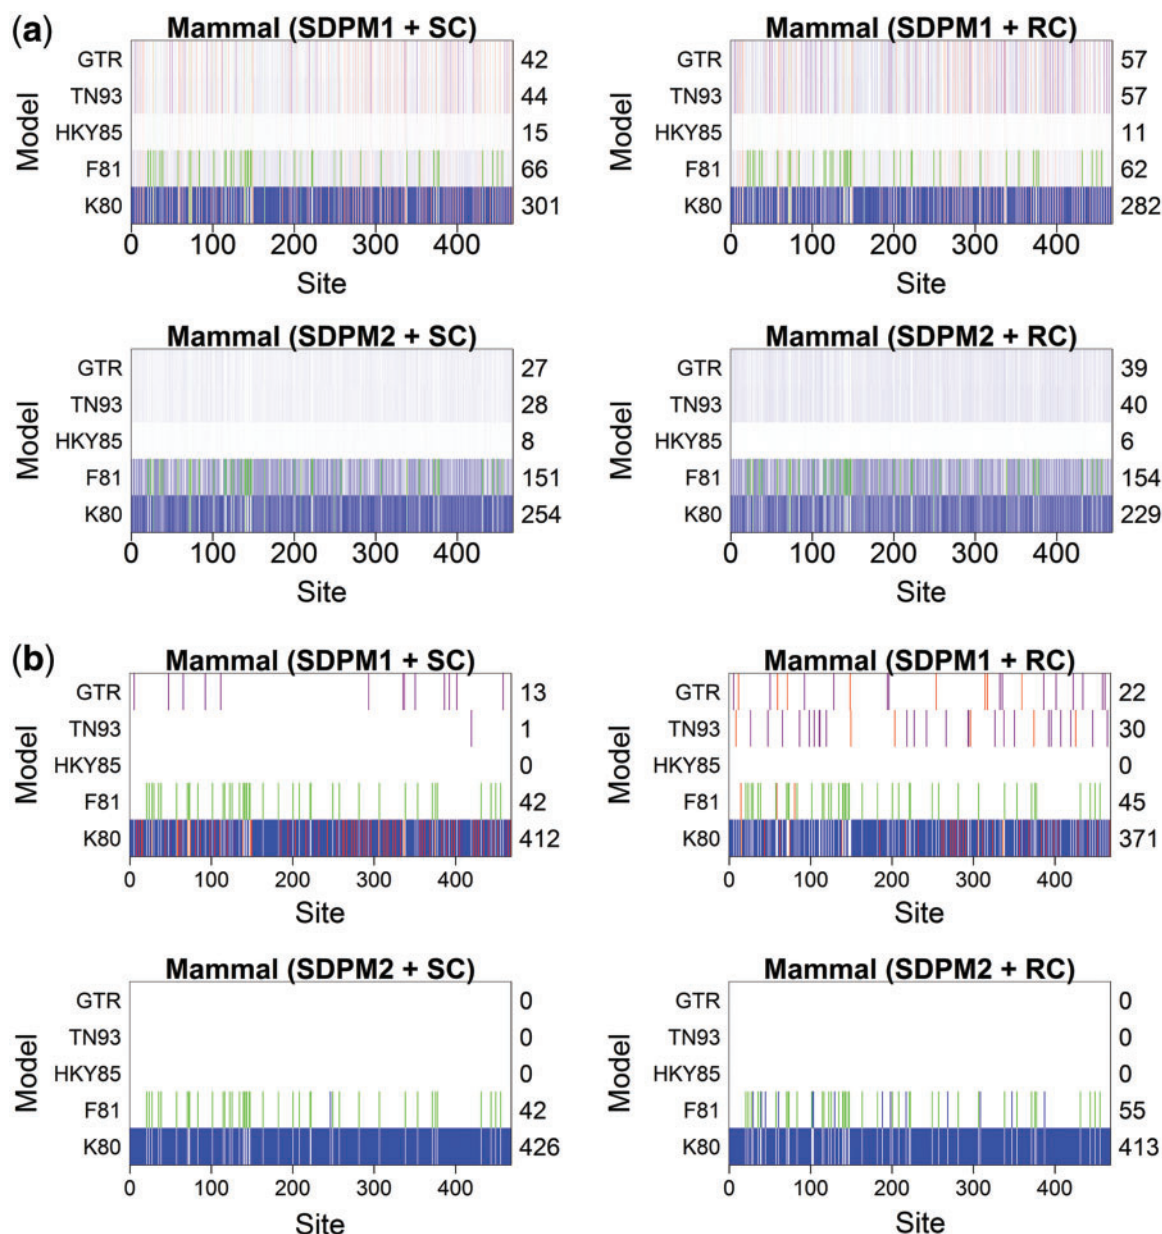 (a)
Mammal (SDPM1 + SC)
Model
GTR 42
TN93 44
HKY85 15
F81 66
K80 301
0 100 200 300 400
Site
Mammal (SDPM1 + RC)
Model
GTR 57
TN93 57
HKY85 11
F81 62
K80 282
0 100 200 300 400
Site
Mammal (SDPM2 + SC)
Model
GTR 27
TN93 28
HKY85 8
F81 151
K80 254
0 100 200 300 400
Site
Mammal (SDPM2 + RC)
Model
GTR 39
TN93 40
HKY85 6
F81 154
K80 229
0 100 200 300 400
Site
(b)
Mammal (SDPM1 + SC)
Model
GTR 13
TN93 1
HKY85 0
F81 42
K80 412
0 100 200 300 400
Site
Mammal (SDPM1 + RC)
Model
GTR 22
TN93 30
HKY85 0
F81 45
K80 371
0 100 200 300 400
Site
Mammal (SDPM2 + SC)
Model
GTR 0
TN93 0
HKY85 0
F81 42
K80 426
0 100 200 300 400
Site
Mammal (SDPM2 + RC)
Model
GTR 0
TN93 0
HKY85 0
F81 55
K80 413
0 100 200 300 400
Site